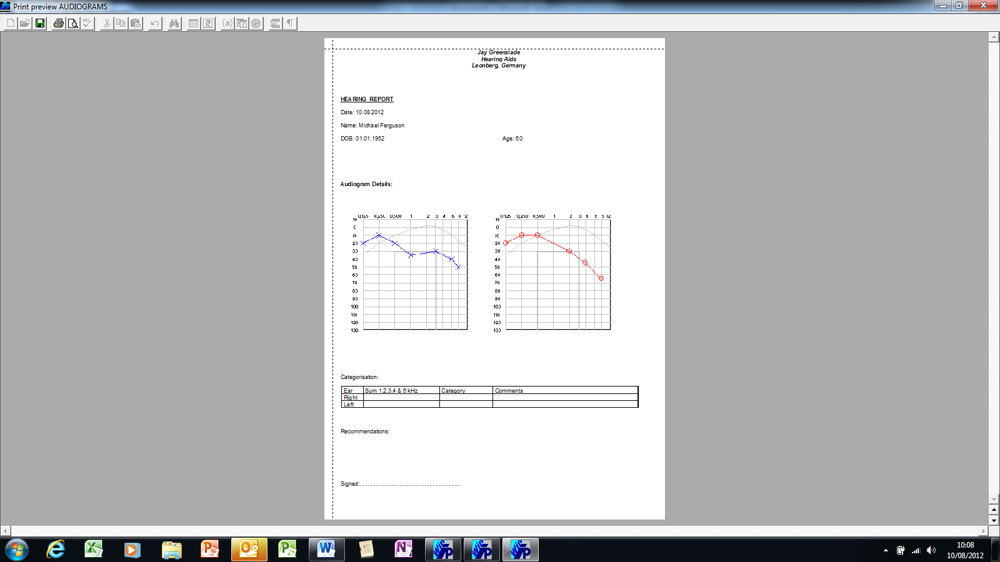 Print preview AUDIOGRAMS
Jay Greenslade
Hearing Aids
Leonberg, Germany
HEARING REPORT
Date: 10.08.2012
Name: Michael Ferguson
DOB: 01.01.1952 Age: 60
Audiogram Details:
0,125 0,250 0,500 1 2 3 4 6 8 12
10
0
10
20
30
40
50
60
70
80
90
100
110
120
130
0,125 0,250 0,500 1 2 3 4 6 8 12
10
0
10
20
30
40
50
60
70
80
90
100
110
120
130
Categorisation:
Ear Sum 1.2,3,4 & 6 kHz Category Comments
Right
Left
Recommendations:
Signed:................................................................
10:08
10/08/2012